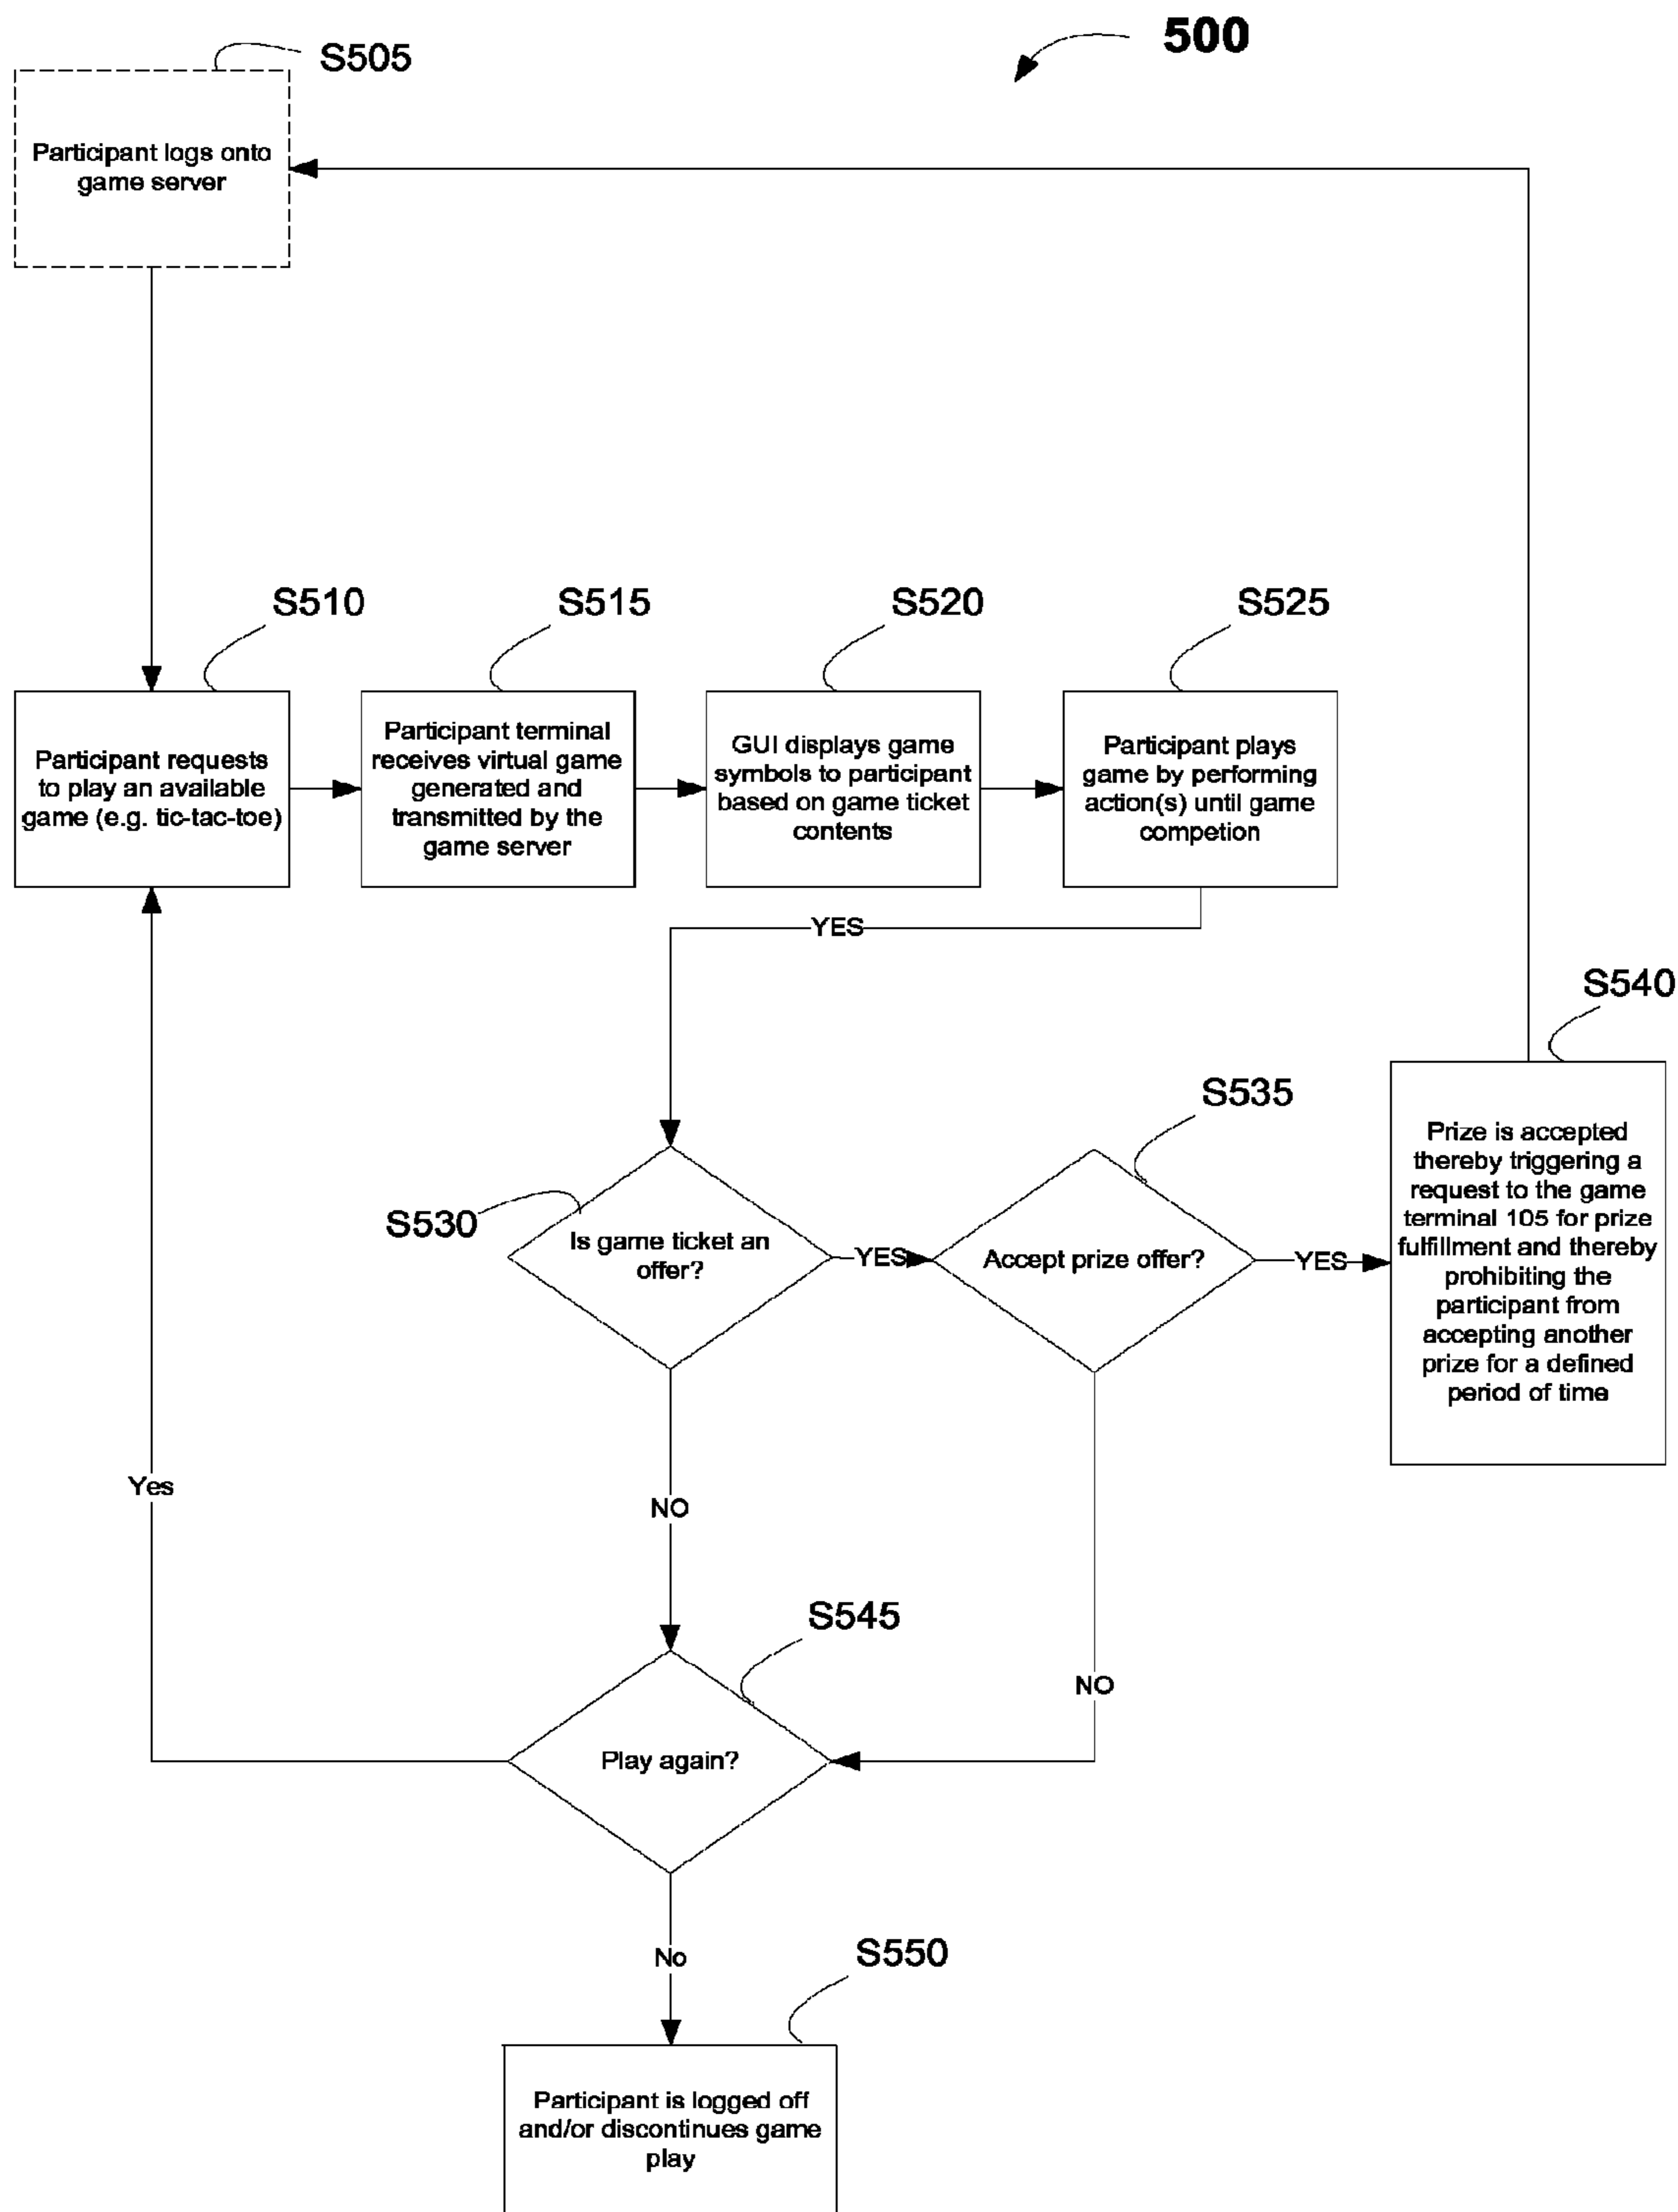 500
S505
Participant logs onto
game server
S510
S515
S520
S525
Participant requests
to play an available
game (e.g. tic-tac-toe)
Participant terminal
receives virtual game
generated and
transmitted by the
game server
GUI displays game
symbols to participant
based on game ticket
contents
Participant plays
game by performing
action(s) until game
competion
YES
S540
S535
Prize is accepted
thereby triggering a
request to the game
terminal 105 for prize
fulfillment and thereby
prohibiting the
participant from
accepting another
prize for a defined
period of time
S530
Is game ticket an
offer?
YES
Accept prize offer?
YES
Yes
NO
S545
NO
Play again?
No
S550
Participant is logged off
and/or discontinues game
play